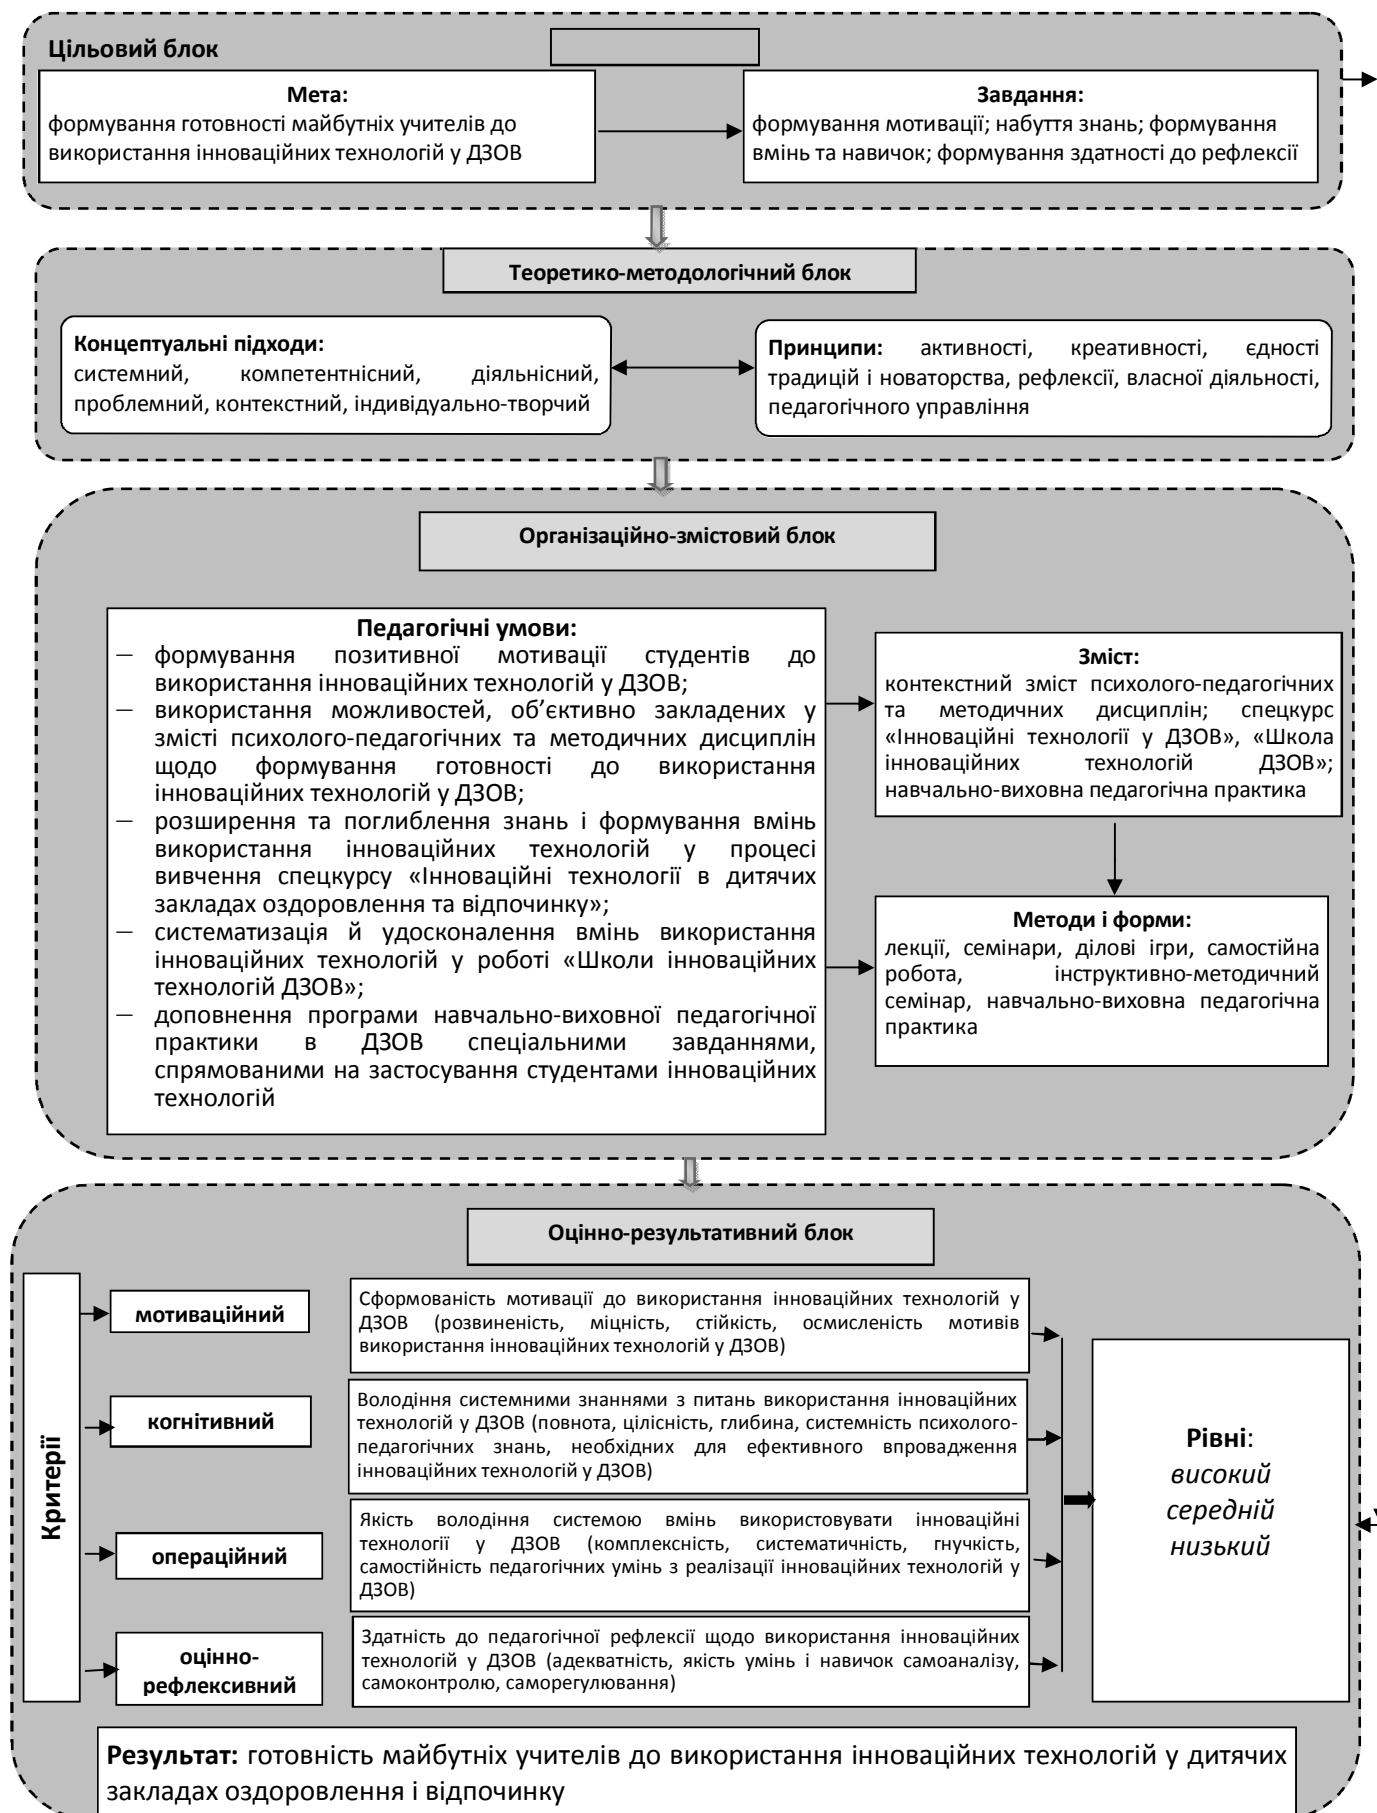 Цільовий блок
Мета:
формування готовності майбутніх учителів до
використання інноваційних технологій у ДЗОВ
Завдання:
формування мотивації; набуття знань; формування
вмінь та навичок; формування здатності до рефлексії
Теоретико-методологічний блок
Концептуальні підходи:
системний, компетентнісний, діяльнісний,
проблемний, контекстний, індивідуально-творчий
Принципи: активності, креативності, єдності
традицій і новаторства, рефлексії, власної діяльності,
педагогічного управління
Організаційно-змістовий блок
Педагогічні умови:
— формування позитивної мотивації студентів до
використання інноваційних технологій у ДЗОВ;
— використання можливостей, об’єктивно закладених у
змісті психолого-педагогічних та методичних дисциплін
щодо формування готовності до використання
інноваційних технологій у ДЗОВ;
— розширення та поглиблення знань і формування вмінь
використання інноваційних технологій у процесі
вивчення спецкурсу «Інноваційні технології в дитячих
закладах оздоровлення та відпочинку»;
— систематизація й удосконалення вмінь використання
інноваційних технологій у роботі «Школи інноваційних
технологій ДЗОВ»;
— доповнення програми навчально-виховної педагогічної
практики в ДЗОВ спеціальними завданнями,
спрямованими на застосування студентами інноваційних
технологій
Зміст:
контекстний зміст психолого-педагогічних
та методичних дисциплін; спецкурс
«Інноваційні технології у ДЗОВ», «Школа
інноваційних технологій ДЗОВ»;
навчально-виховна педагогічна практика
Методи і форми:
лекції, семінари, ділові ігри, самостійна
робота, інструктивно-методичний
семінар, навчально-виховна педагогічна
практика
Оцінно-результативний блок
Критерії
мотиваційний
Сформованість мотивації до використання інноваційних технологій у
ДЗОВ (розвиненість, міцність, стійкість, осмисленість мотивів
використання інноваційних технологій у ДЗОВ)
когнітивний
Володіння системними знаннями з питань використання інноваційних
технологій у ДЗОВ (повнота, цілісність, глибина, системність психолого-
педагогічних знань, необхідних для ефективного впровадження
інноваційних технологій у ДЗОВ)
операційний
Якість володіння системою вмінь використовувати інноваційні
технології у ДЗОВ (комплексність, систематичність, гнучкість,
самостійність педагогічних умінь з реалізації інноваційних технологій у
ДЗОВ)
оцінно-
рефлексивний
Здатність до педагогічної рефлексії щодо використання інноваційних
технологій у ДЗОВ (адекватність, якість умінь і навичок самоаналізу,
самоконтролю, саморегулювання)
Рівні:
високий
середній
низький
Результат: готовність майбутніх учителів до використання інноваційних технологій у дитячих
закладах оздоровлення і відпочинку